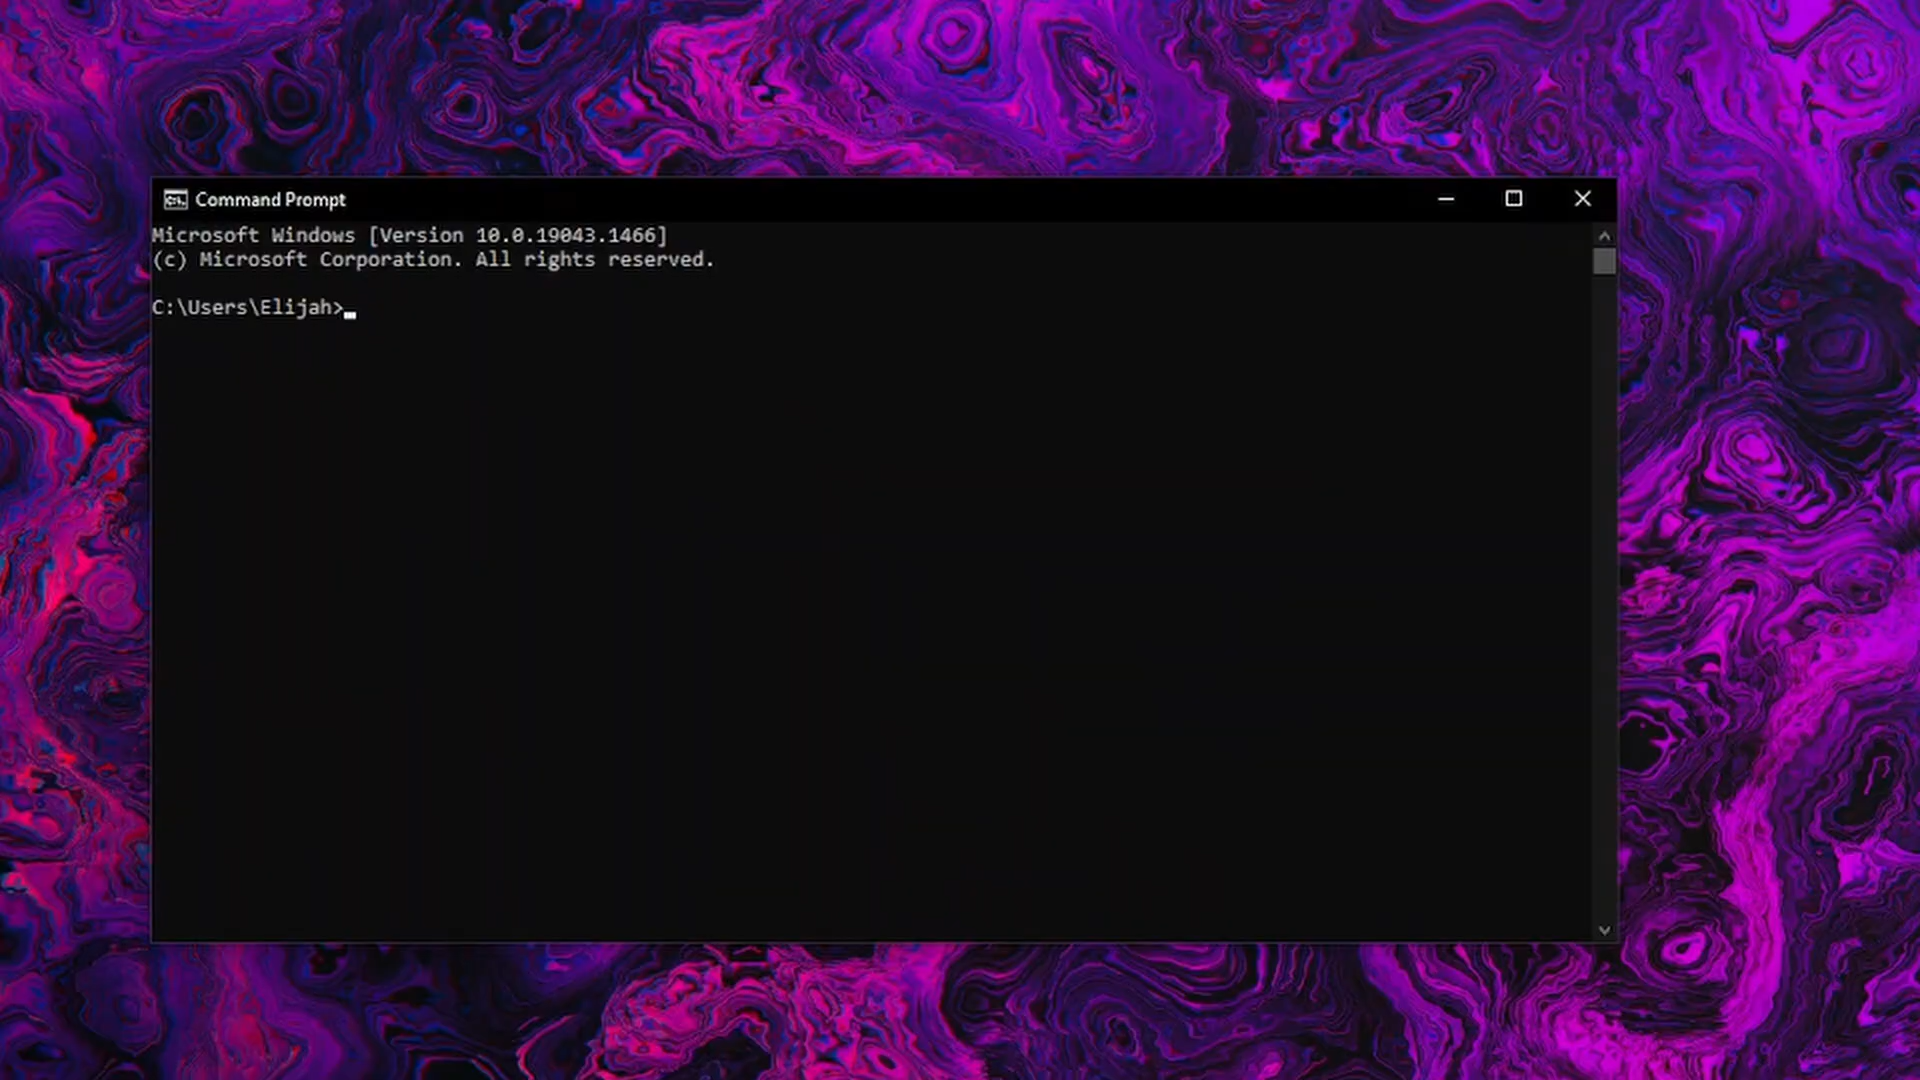 Command Prompt
Microsoft Windows [Version 10.0.19043.1466]
(c) Microsoft Corporation. All rights reserved.
C:\Users\Elijah>